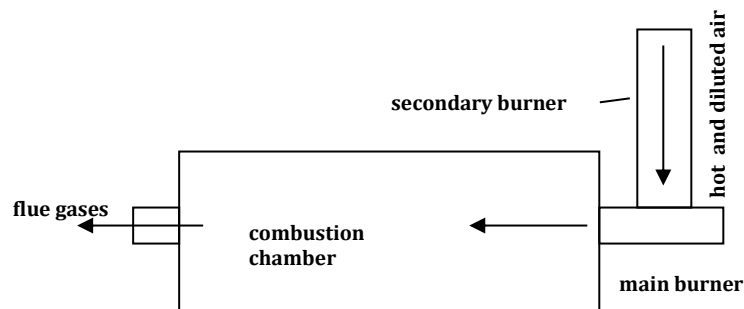 hot and diluted air
secondary burner
flue gases
combustion
chamber
main burner